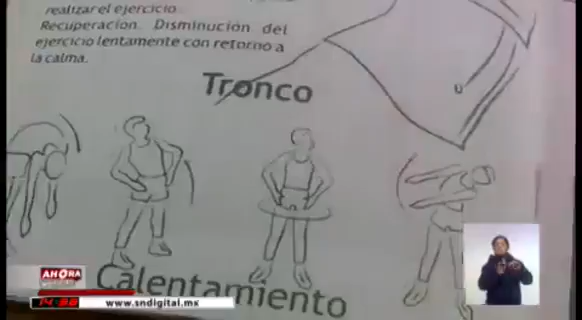 realizar el ejercicio.
Recuperación. Disminución del
ejercicio lentamente con retorno a
la calma.
Tronco
Calentamiento
AHORA
14:38
www.sndigital.mx